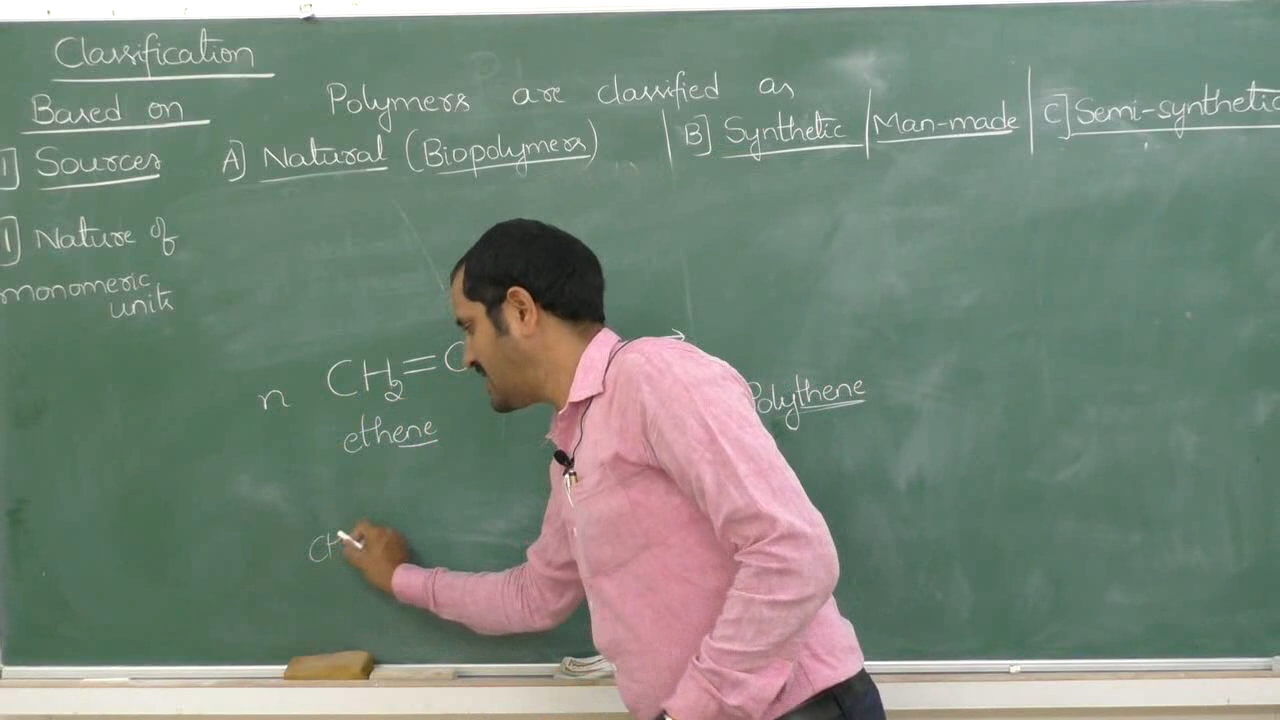 Classification
Based on
1] Sources
Polymers are classified as
A] Natural (Biopolymers) | B] Synthetic | Man-made | C] Semi-synthetic
1] Nature of
monomeric
units
n CH2=C →
ethene
Polythene
CH